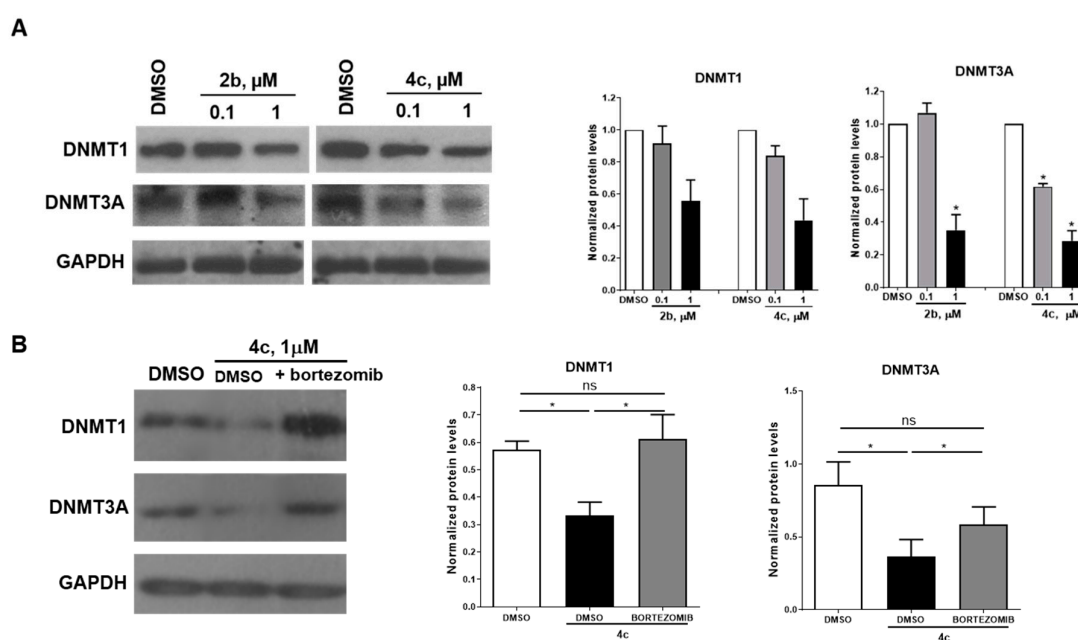 A
DMSO
2b, µM
0.1 1
DMSO
4c, µM
0.1 1
DNMT1
DNMT3A
GAPDH
DNMT1
Normalized protein levels
1.4
1.2
1.0
0.8
0.6
0.4
0.2
0.0
DMSO 0.1 1 DMSO 0.1 1
2b, µM 4c, µM
DNMT3A
Normalized protein levels
1.2
1.0
0.8
0.6
0.4
0.2
0.0
* * *
DMSO 0.1 1 DMSO 0.1 1
2b, µM 4c, µM
B
4c, 1µM
DMSO DMSO + bortezomib
DNMT1
DNMT3A
GAPDH
DNMT1
Normalized protein levels
0.8
0.7
0.6
0.5
0.4
0.3
0.2
0.1
0.0
ns
* *
DMSO DMSO BORTEZOMIB
4c
DNMT3A
Normalized protein levels
1.5
1.0
0.5
0.0
ns
* *
DMSO DMSO BORTEZOMIB
4c